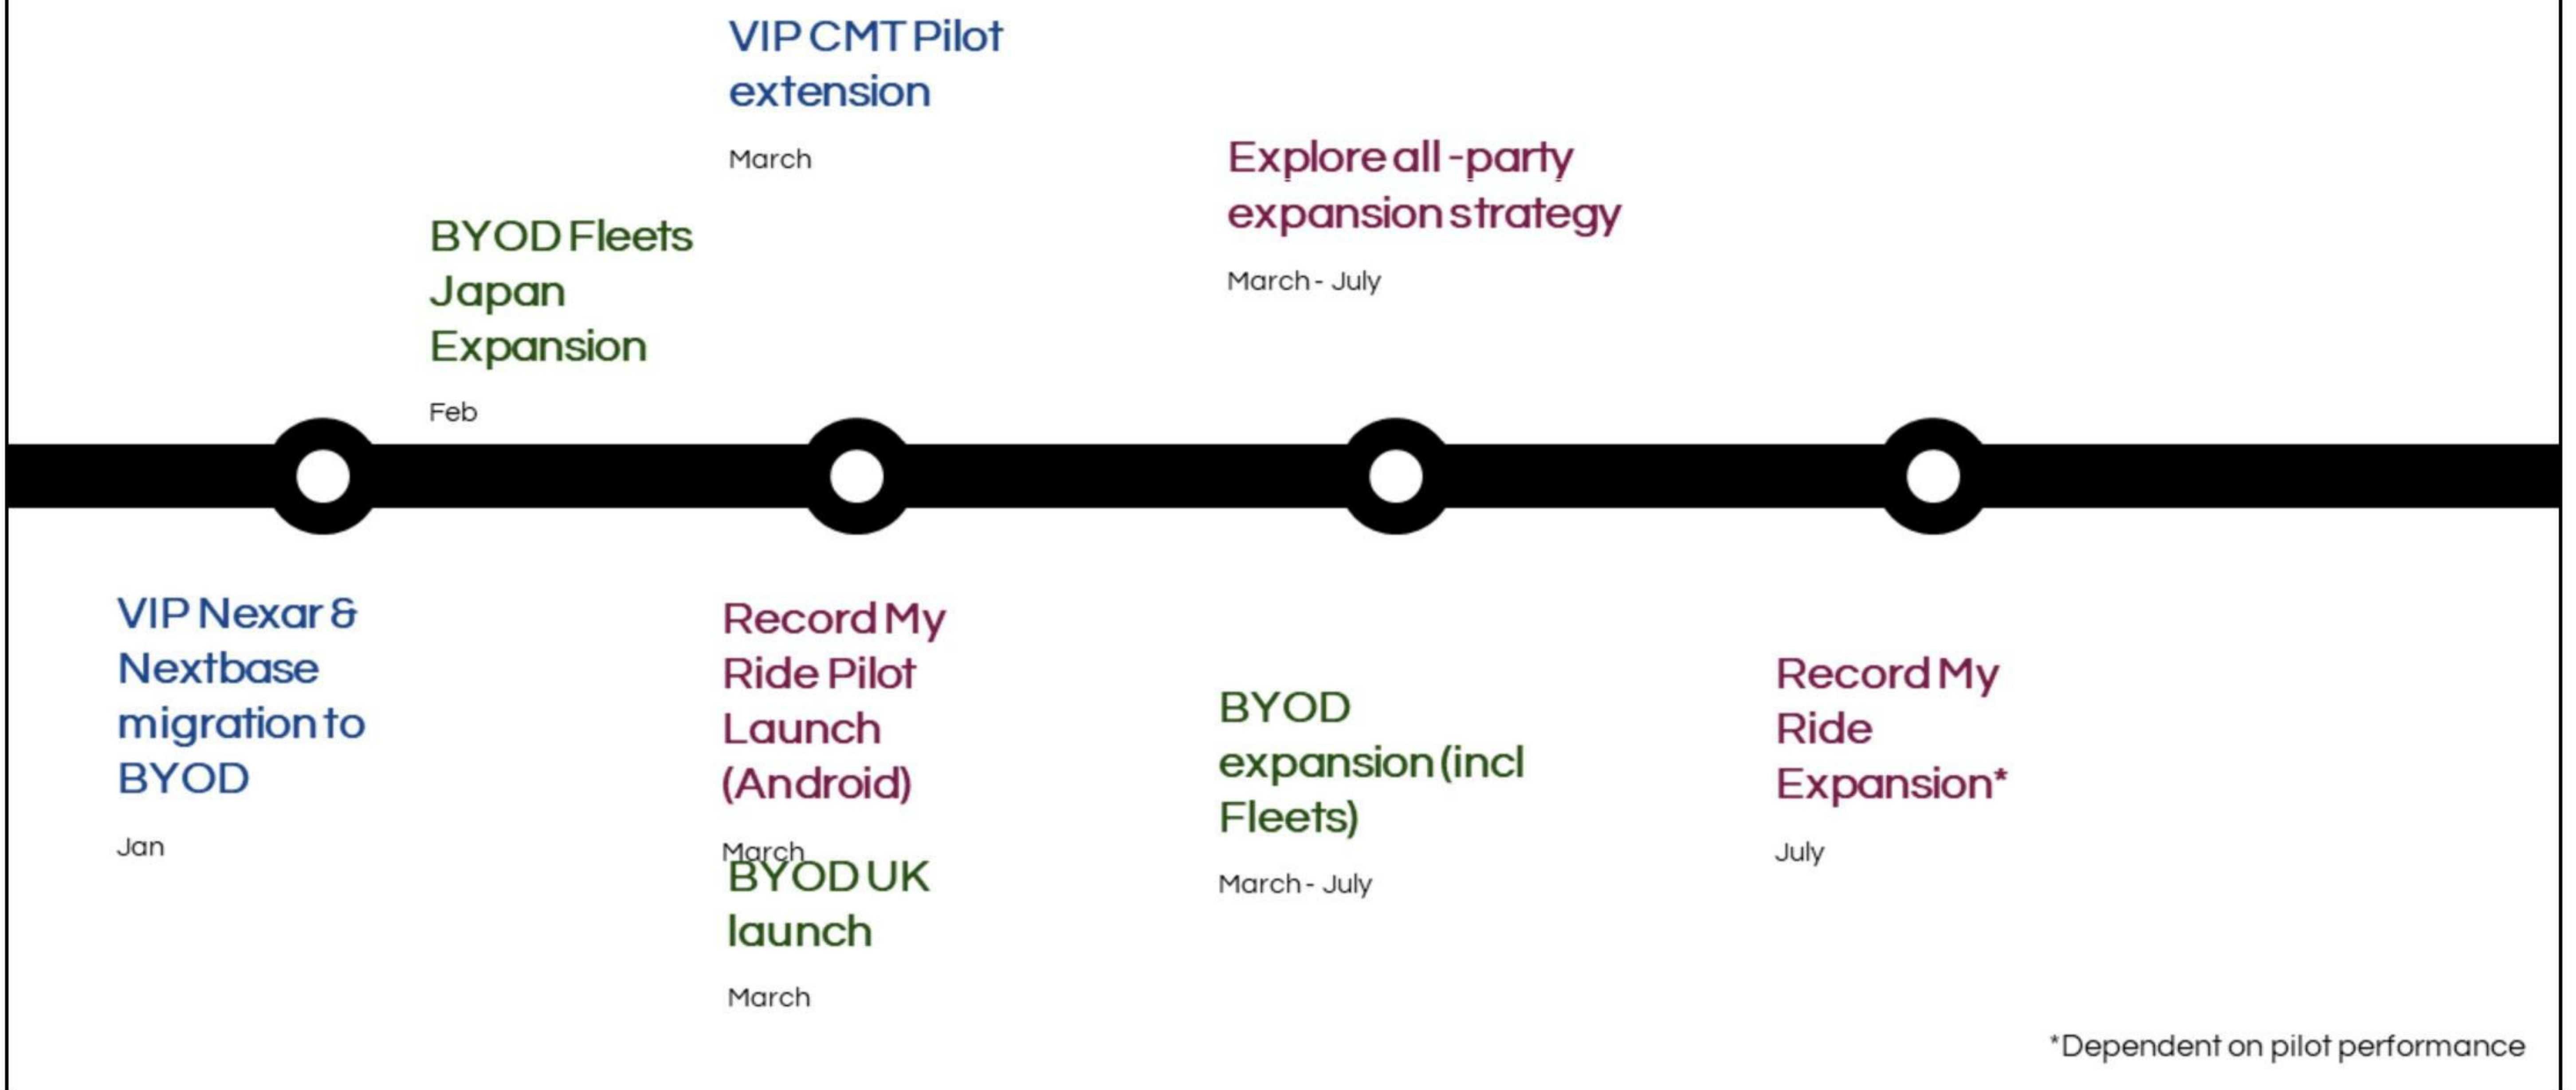 VIP CMT Pilot
extension
March
Explore all -party
expansion strategy
March - July
BYOD Fleets
Japan
Expansion
Feb
VIP Nexar &
Nextbase
migration to
BYOD
Jan
Record My
Ride Pilot
Launch
(Android)
March
BYOD UK
launch
March
BYOD
expansion (incl
Fleets)
March - July
Record My
Ride
Expansion*
July
*Dependent on pilot performance